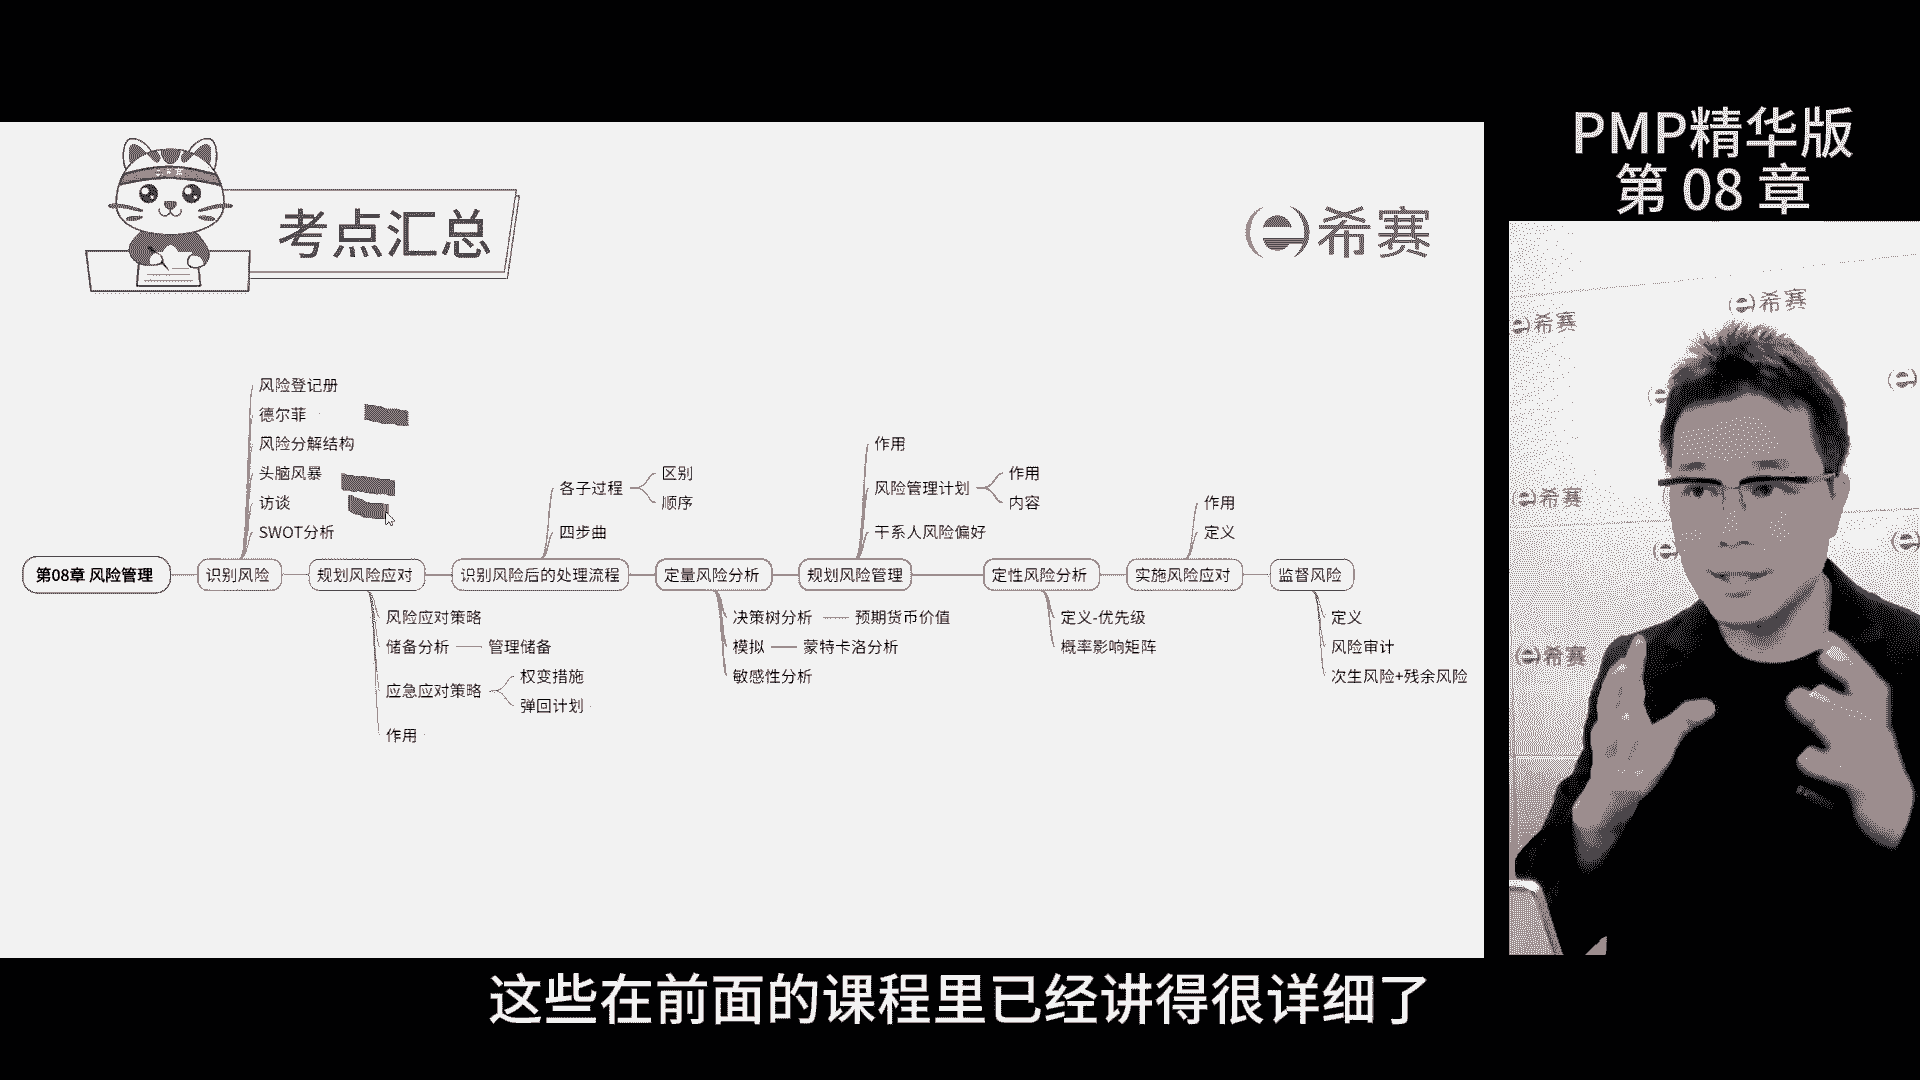 PMP精华版
第 08 章
考点汇总
希赛
希赛
希赛
希赛
希赛
风险登记册
德尔菲
风险分解结构
头脑风暴
访谈
SWOT分析
各子过程
区别
顺序
四步曲
作用
风险管理计划
作用
内容
干系人风险偏好
作用
定义
第08章 风险管理
识别风险
规划风险应对
识别风险后的处理流程
定量风险分析
规划风险管理
定性风险分析
实施风险应对
监督风险
风险应对策略
储备分析
管理储备
应急应对策略
权变措施
弹回计划
作用
决策树分析
预期货币价值
模拟
蒙特卡洛分析
敏感性分析
定义-优先级
概率影响矩阵
定义
风险审计
次生风险+残余风险
这些在前面的课程里已经讲得很详细了